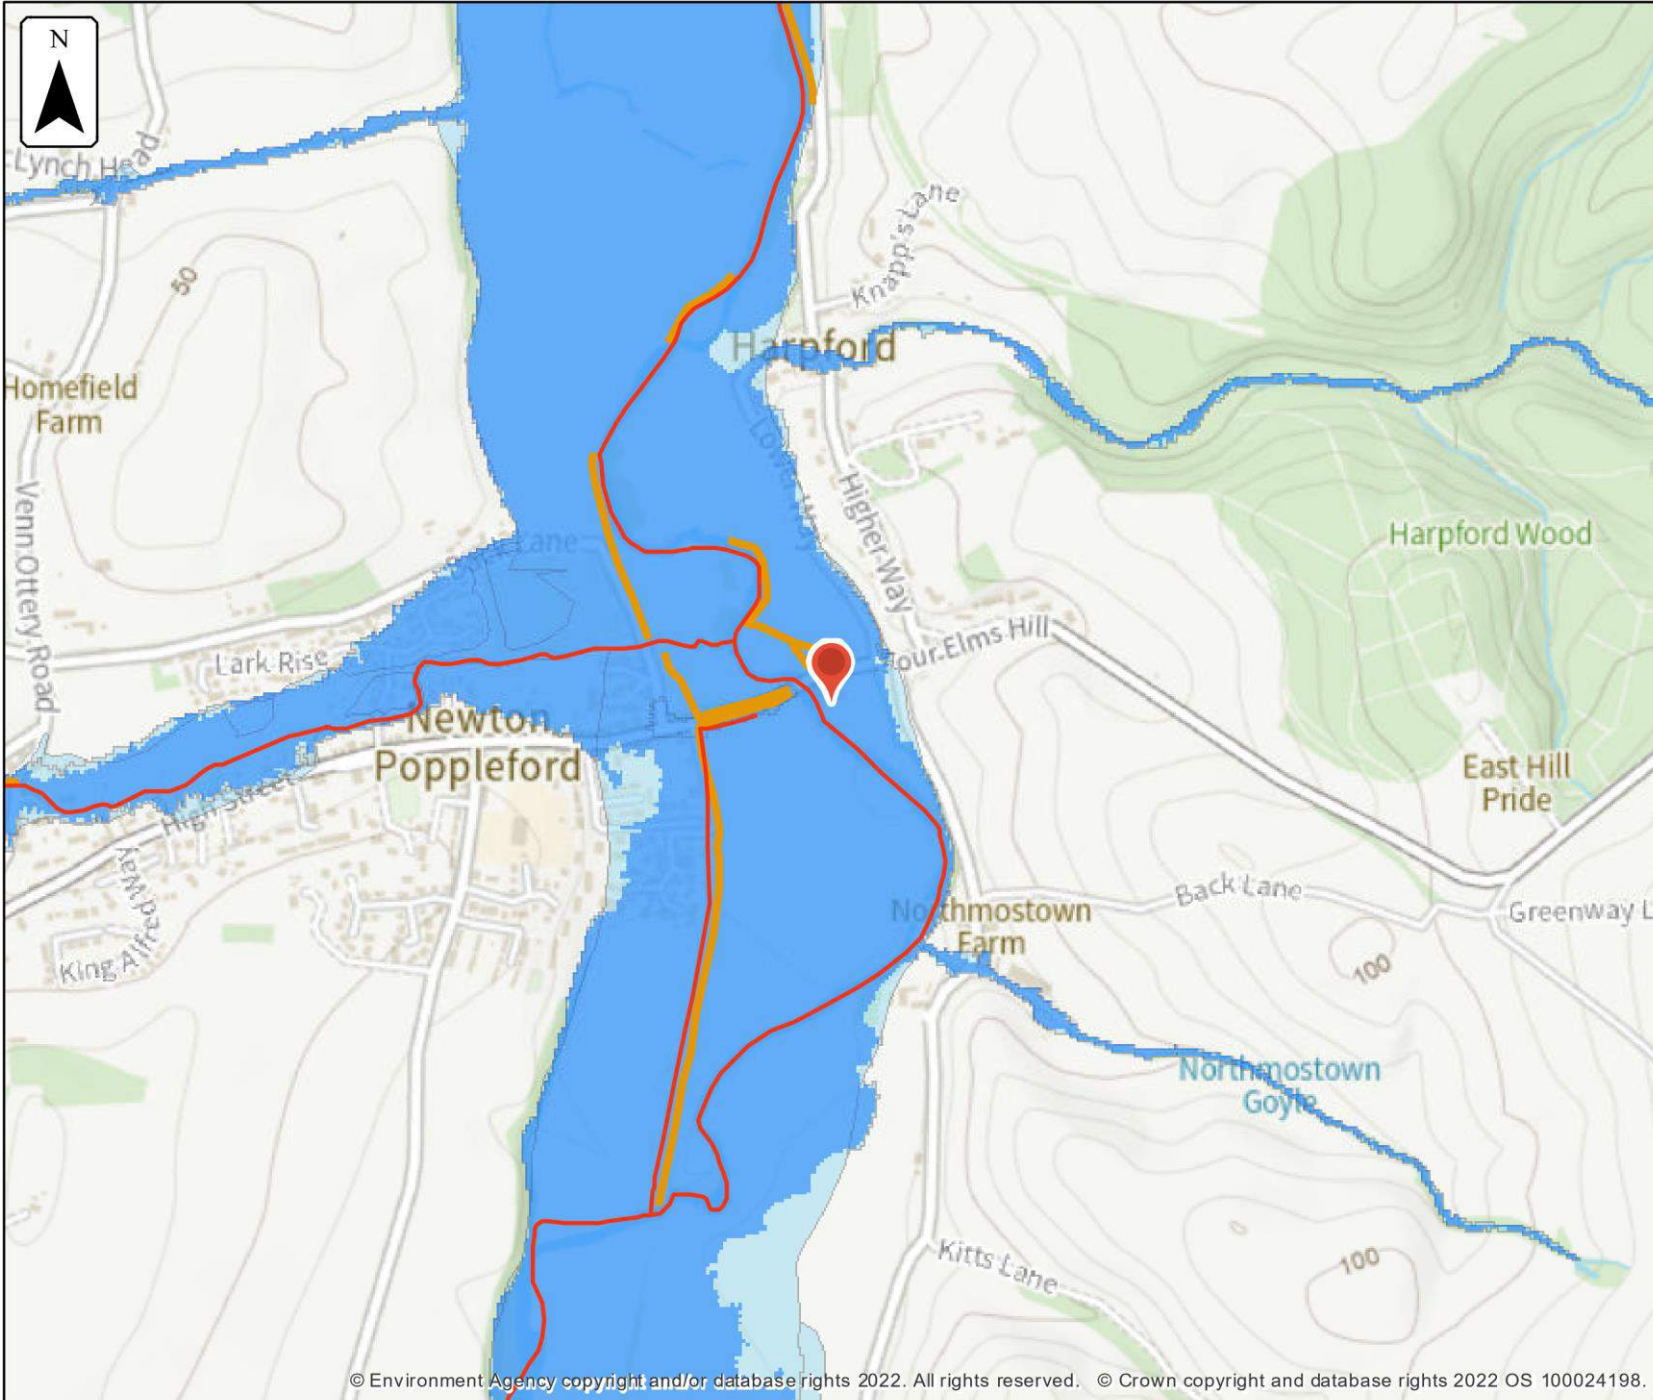 N
Lynch Head
50
Knapp's Lane
Harpford
Homefield
Farm
Lower Way
Venn Ottery Road
Higher Way
Harpford Wood
Lane
our Elms Hill
Lark Rise
Newton
Poppleford
East Hill
Pride
High Street
Back Lane
Northmostown
Farm
Greenway L
King Alfred Way
100
Northmostown
Goyle
Kitts Lane
100
© Environment Agency copyright and/or database rights 2022. All rights reserved. © Crown copyright and database rights 2022 OS 100024198.